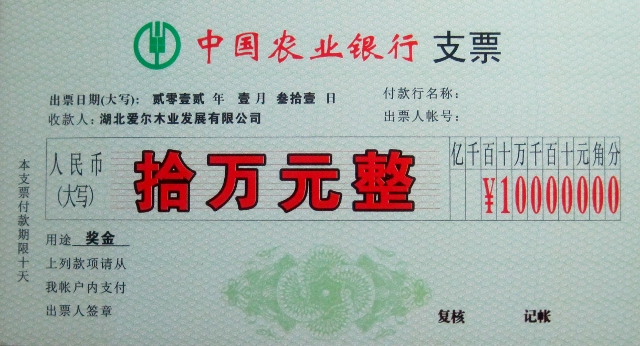 中国农业银行 支票
出票日期(大写): 贰零壹贰 年 壹月 叁拾壹 日
付款行名称:
收款人: 湖北爱尔木业发展有限公司
出票人帐号:
人民币
(大写)
拾万元整
亿千百十万千百十元角分
¥10000000
用途 奖金
上列款项请从
我帐户内支付
出票人签章
复核 记帐
本支票付款期限十天